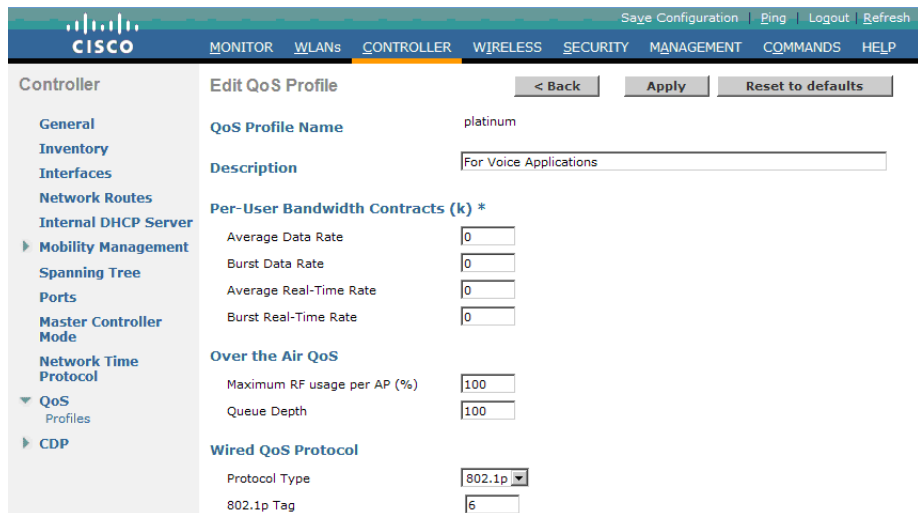 Save Configuration | Ping | Logout | Refresh
CISCO
MONITOR WLANs CONTROLLER WIRELESS SECURITY MANAGEMENT COMMANDS HELP
Controller
General
Inventory
Interfaces
Network Routes
Internal DHCP Server
Mobility Management
Spanning Tree
Ports
Master Controller
Mode
Network Time
Protocol
QoS
Profiles
CDP
Edit QoS Profile
< Back
Apply
Reset to defaults
QoS Profile Name platinum
Description For Voice Applications
Per-User Bandwidth Contracts (k) *
Average Data Rate 0
Burst Data Rate 0
Average Real-Time Rate 0
Burst Real-Time Rate 0
Over the Air QoS
Maximum RF usage per AP (%) 100
Queue Depth 100
Wired QoS Protocol
Protocol Type 802.1p
802.1p Tag 6